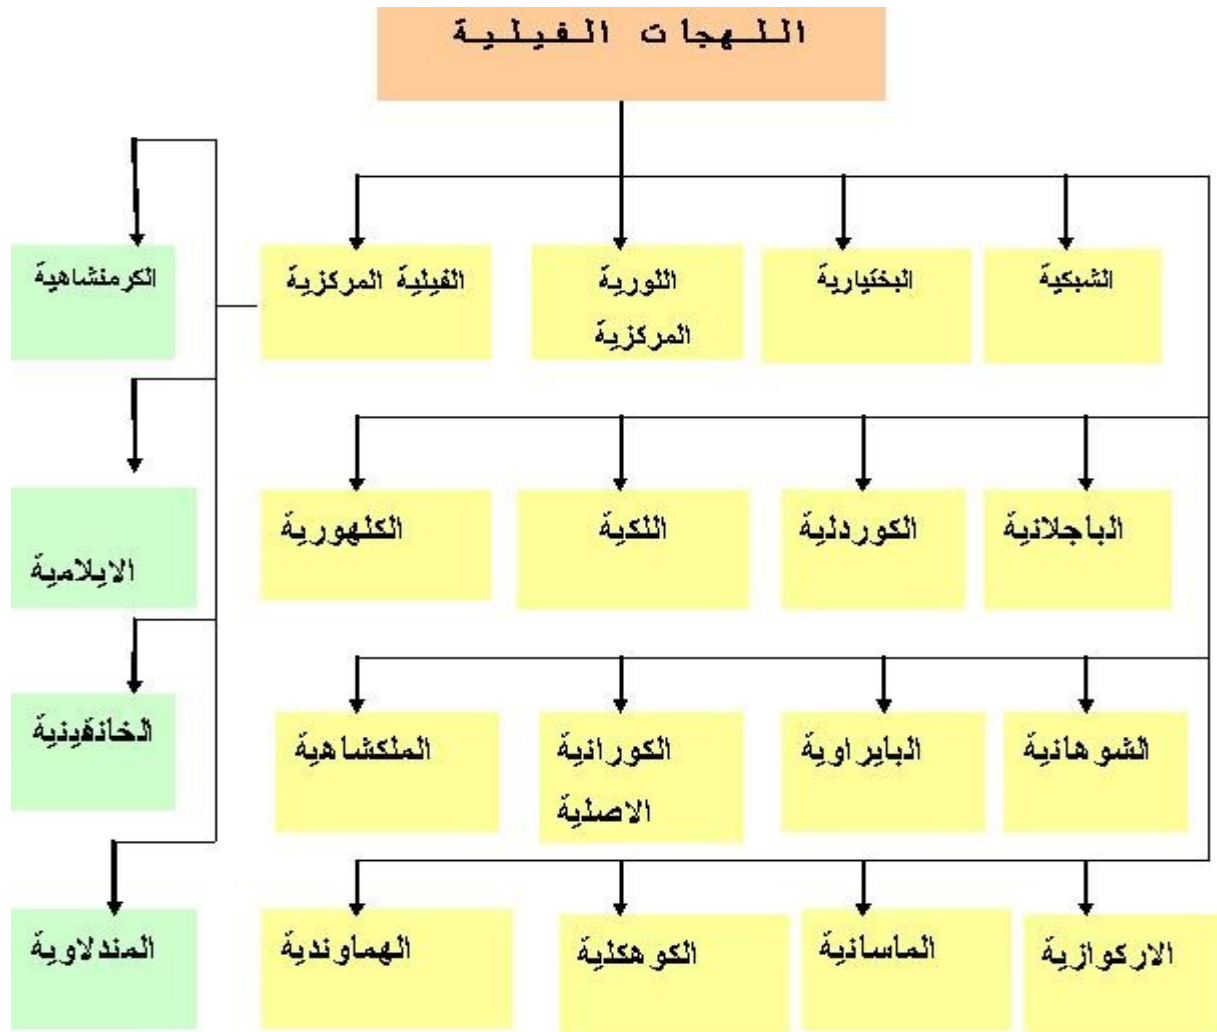 اللهجات الفيلية
الشبكية
البختيارية
اللورية
المركزية
الفيلية المركزية
الكرمنشاهية
الباجلانية
الكوردلية
اللكية
الكلهورية
الايلامية
الشوهانية
البايراوية
الكورانية
الاصلية
الملكشاهية
الخانقينية
الاركوازية
الماسانية
الكوهكلية
الهماوندية
المندلاوية